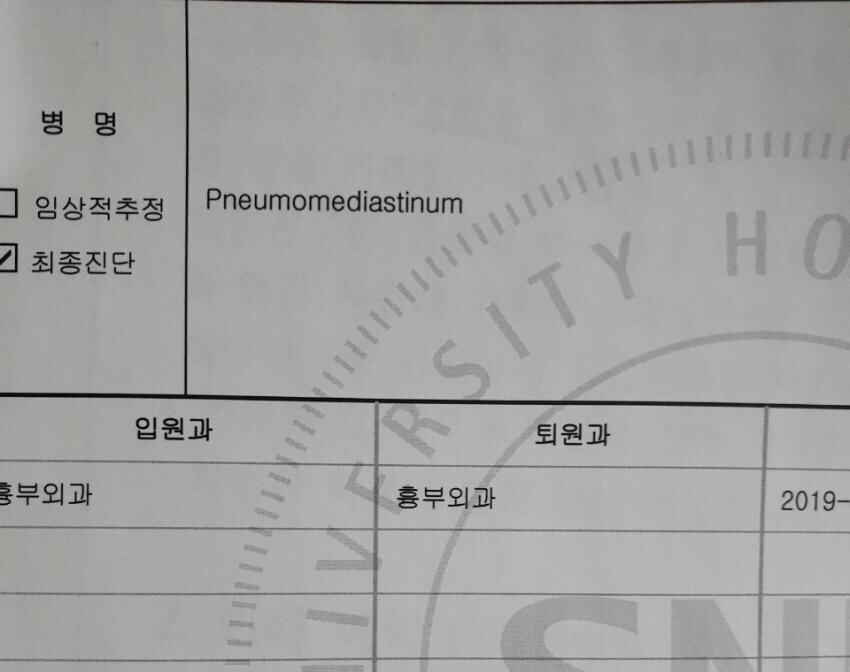 병 명
☐ 임상적추정
Pneumomediastinum
☑ 최종진단
입원과 퇴원과
흉부외과 흉부외과 2019-
UNIVERSITY HO
SN